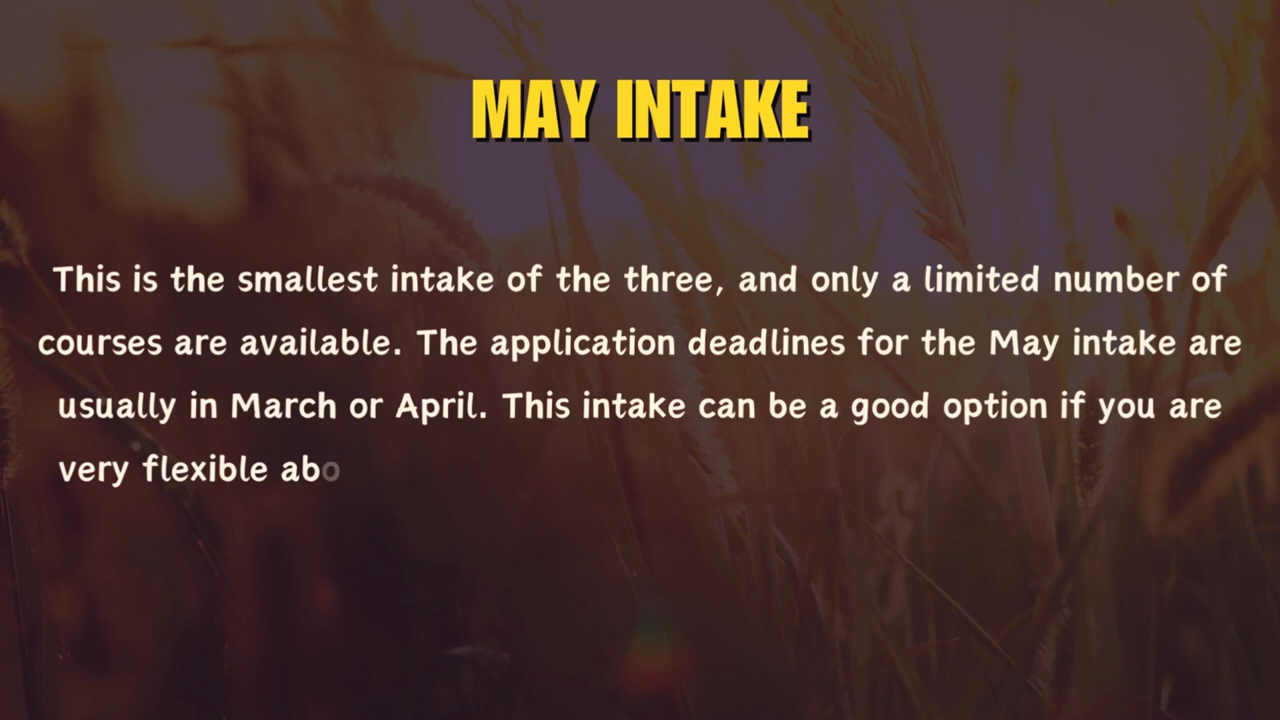 MAY INTAKE
This is the smallest intake of the three, and only a limited number of
courses are available. The application deadlines for the May intake are
usually in March or April. This intake can be a good option if you are
very flexible abo